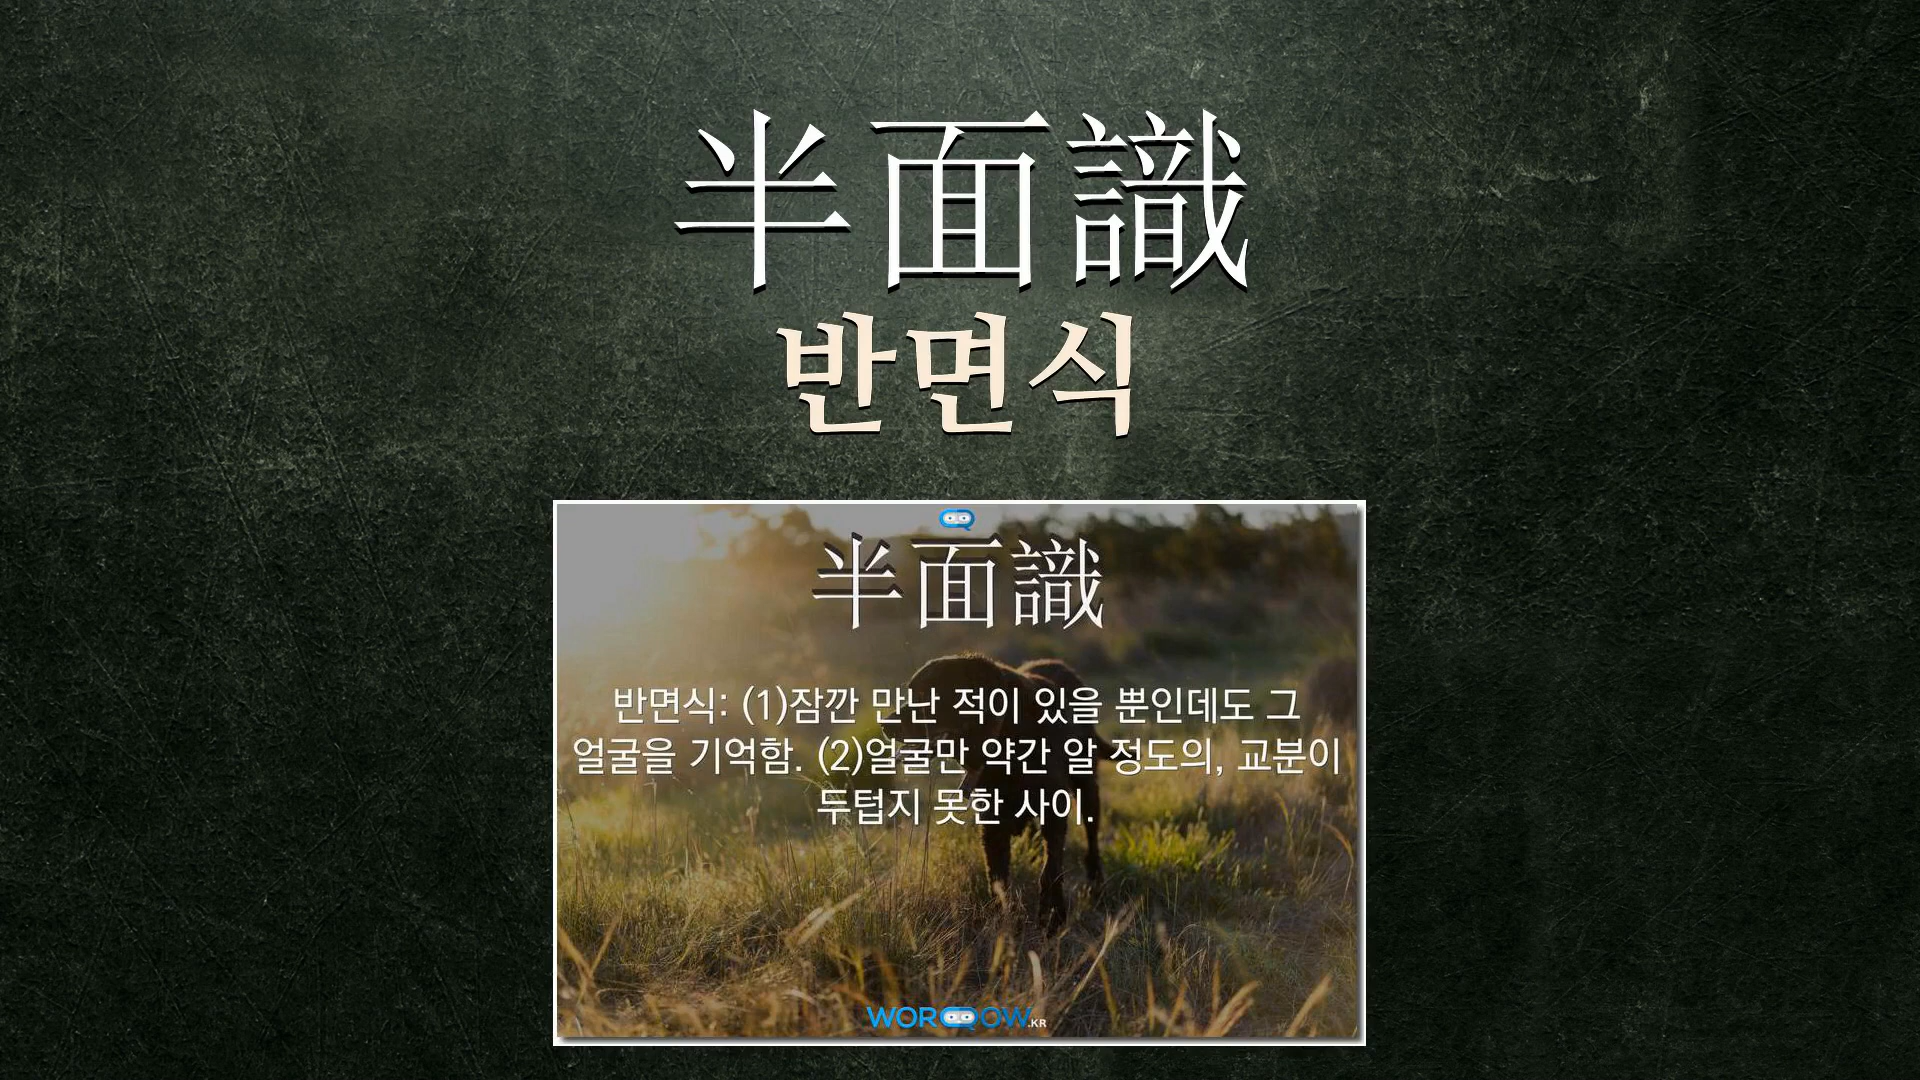 半面識
반면식
半面識
반면식: (1)잠깐 만난 적이 있을 뿐인데도 그
얼굴을 기억함. (2)얼굴만 약간 알 정도의, 교분이
두텁지 못한 사이.
WORDROW.KR